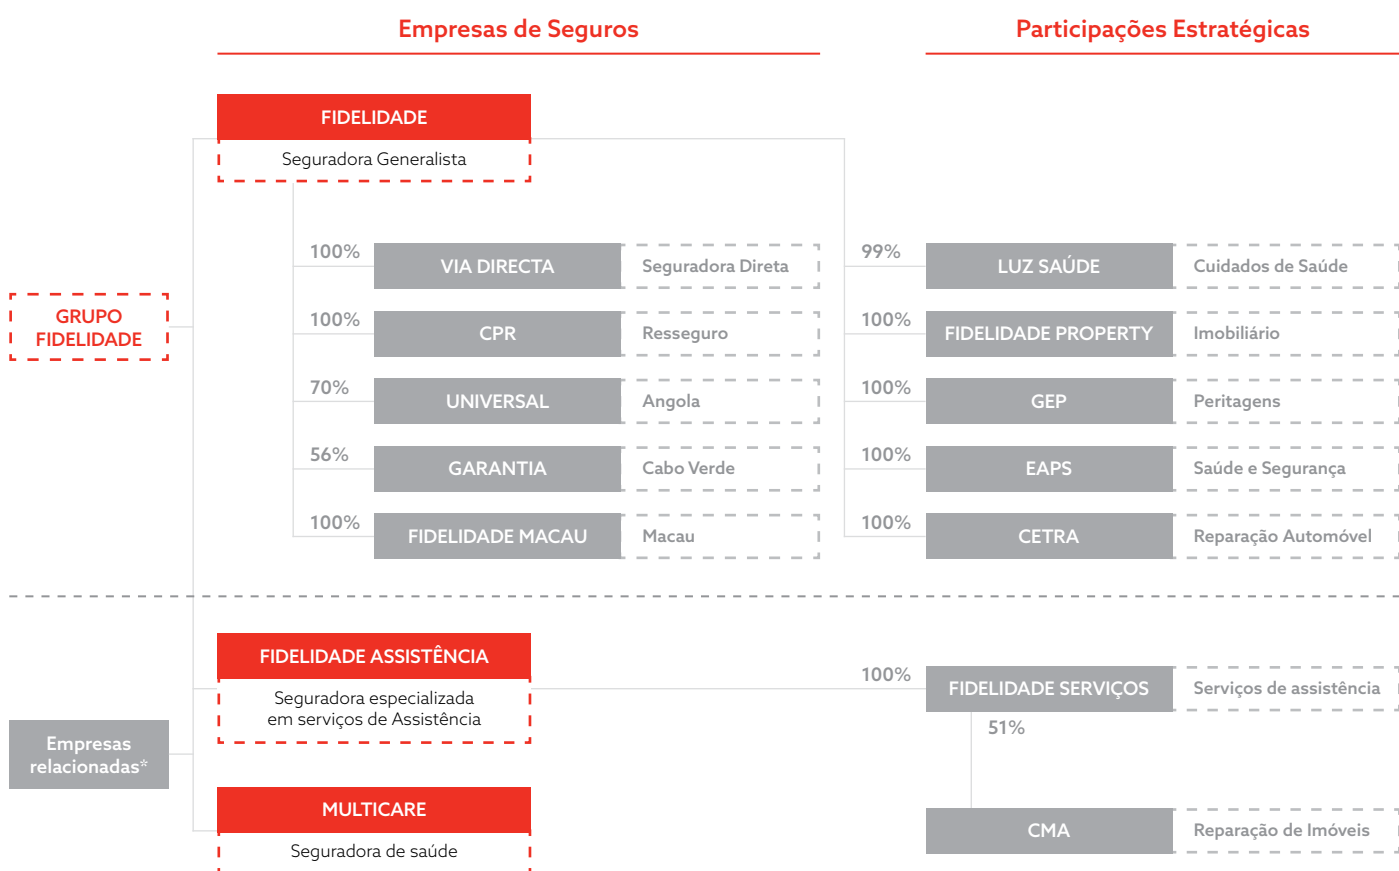 Empresas de Seguros
Participações Estratégicas
FIDELIDADE
Seguradora Generalista
100%
VIA DIRECTA
Seguradora Direta
99%
LUZ SAÚDE
Cuidados de Saúde
GRUPO
FIDELIDADE
100%
CPR
Resseguro
100%
FIDELIDADE PROPERTY
Imobiliário
70%
UNIVERSAL
Angola
100%
GEP
Peritagens
56%
GARANTIA
Cabo Verde
100%
EAPS
Saúde e Segurança
100%
FIDELIDADE MACAU
Macau
100%
CETRA
Reparação Automóvel
FIDELIDADE ASSISTÊNCIA
Seguradora especializada
em serviços de Assistência
100%
FIDELIDADE SERVIÇOS
Serviços de assistência
51%
Empresas
relacionadas*
MULTICARE
Seguradora de saúde
CMA
Reparação de Imóveis